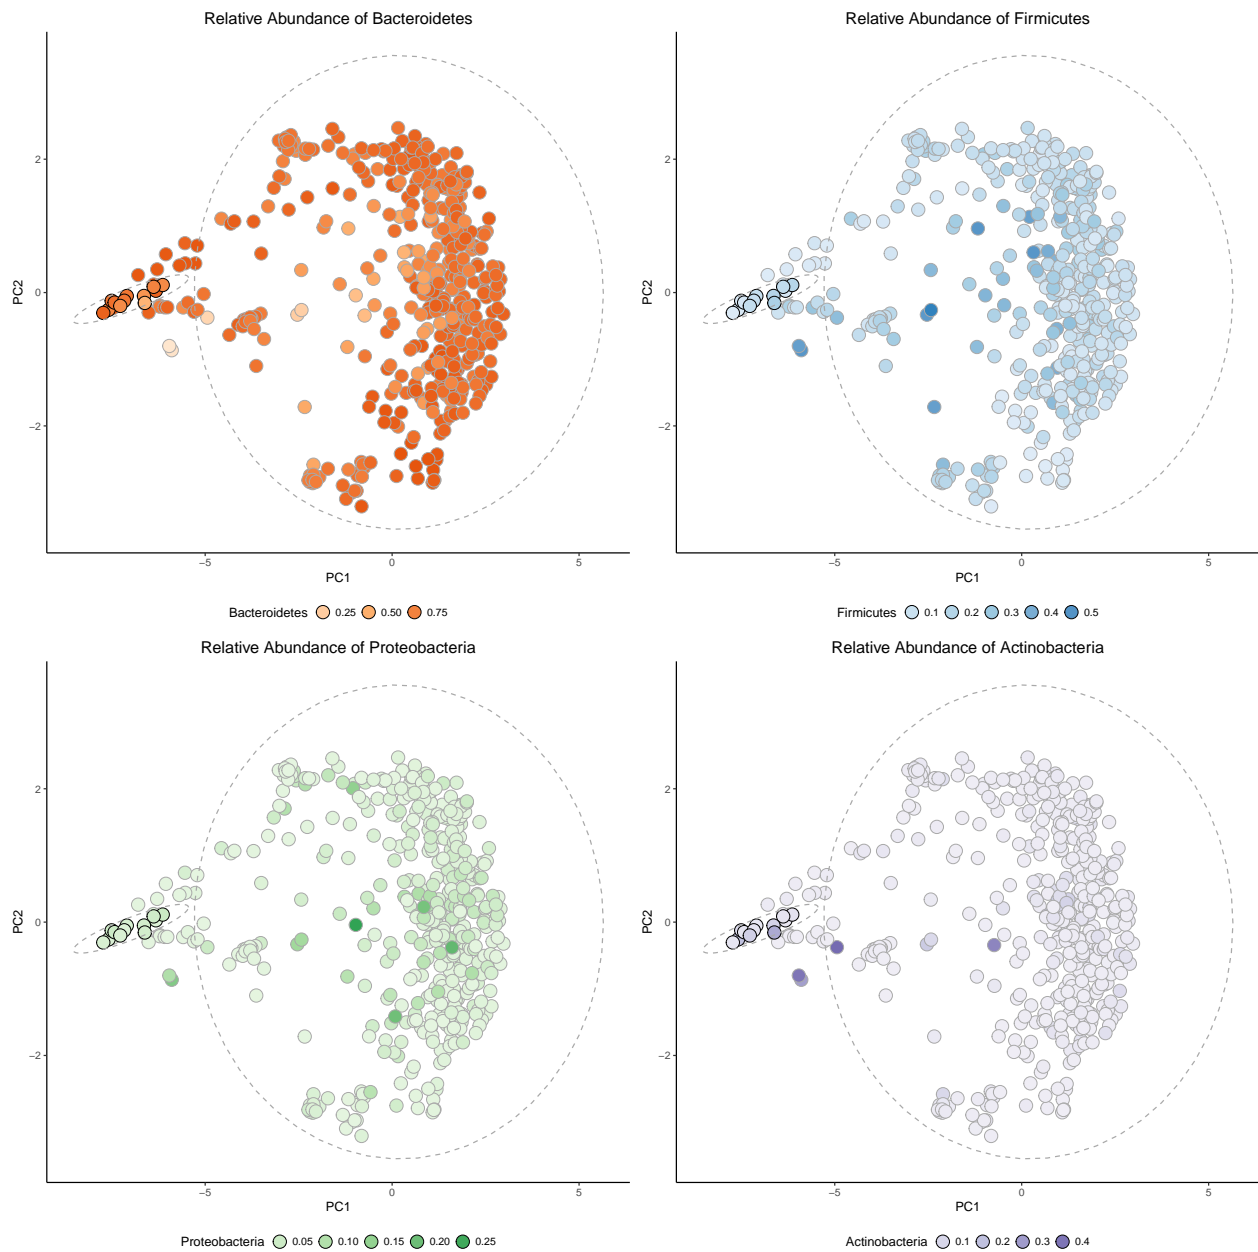 Relative Abundance of Bacteroidetes
2
0
−2
PC2
−5
0
5
PC1
Bacteroidetes 0.25 0.50 0.75
Relative Abundance of Firmicutes
2
0
−2
PC2
−5
0
5
PC1
Firmicutes 0.1 0.2 0.3 0.4 0.5
Relative Abundance of Proteobacteria
2
0
−2
PC2
−5
0
5
PC1
Proteobacteria 0.05 0.10 0.15 0.20 0.25
Relative Abundance of Actinobacteria
2
0
−2
PC2
−5
0
5
PC1
Actinobacteria 0.1 0.2 0.3 0.4